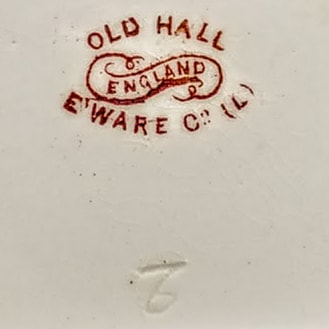 OLD HALL
ENGLAND
E'WARE Cº (L)